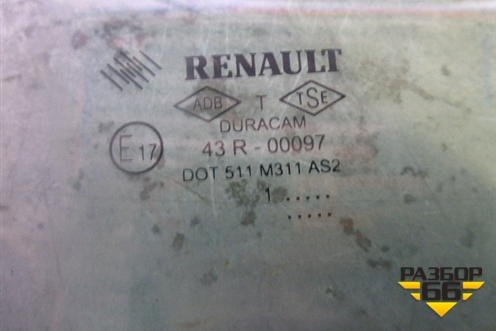 RENAULT
ADB T TSE
DURACAM
E17 43 R - 00097
DOT 511 M311 AS2
1 .....
.....
РАЗБОР
66